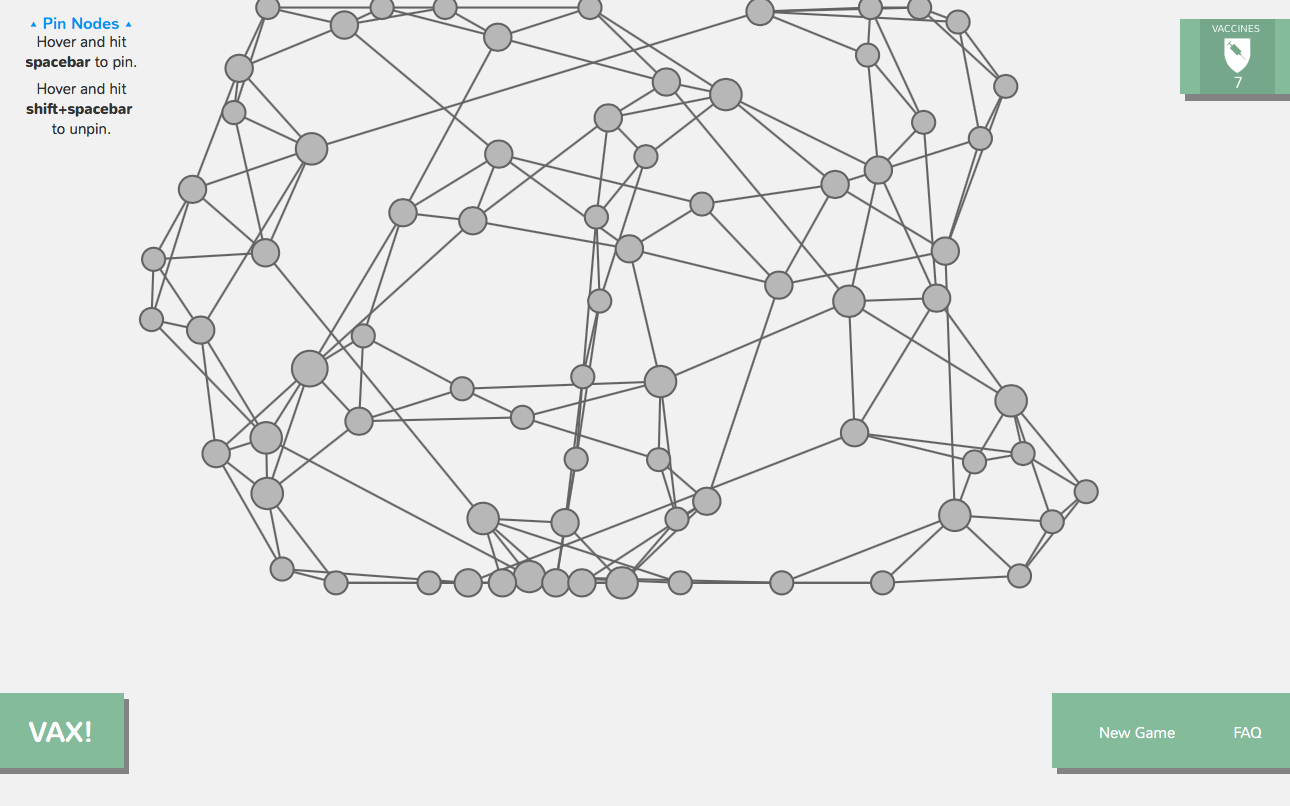 ▲ Pin Nodes ▲
Hover and hit
spacebar to pin.
Hover and hit
shift+spacebar
to unpin.
VACCINES
7
VAX!
New Game
FAQ